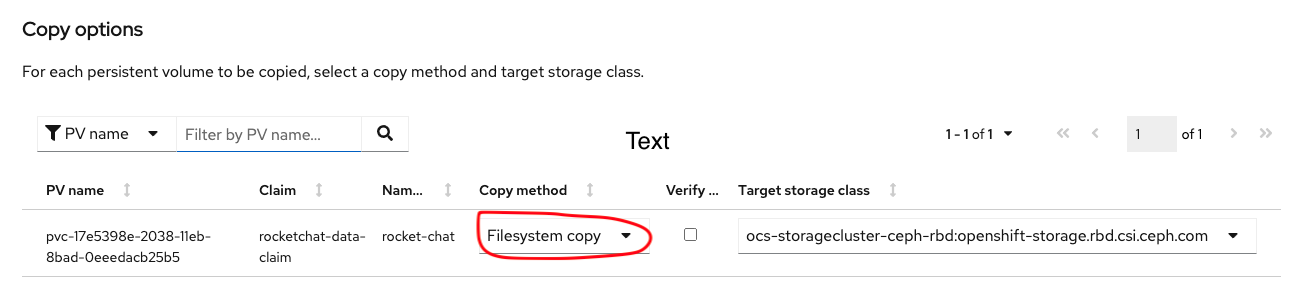 Copy options
For each persistent volume to be copied, select a copy method and target storage class.
PV name Filter by PV name... Text 1 - 1 of 1 1 of 1
PV name Claim Nam... Copy method Verify ... Target storage class
pvc-17e5398e-2038-11eb-8bad-0eeedacb25b5 rocketchat-data-claim rocket-chat Filesystem copy ocs-storagecluster-ceph-rbd:openshift-storage.rbd.csi.ceph.com